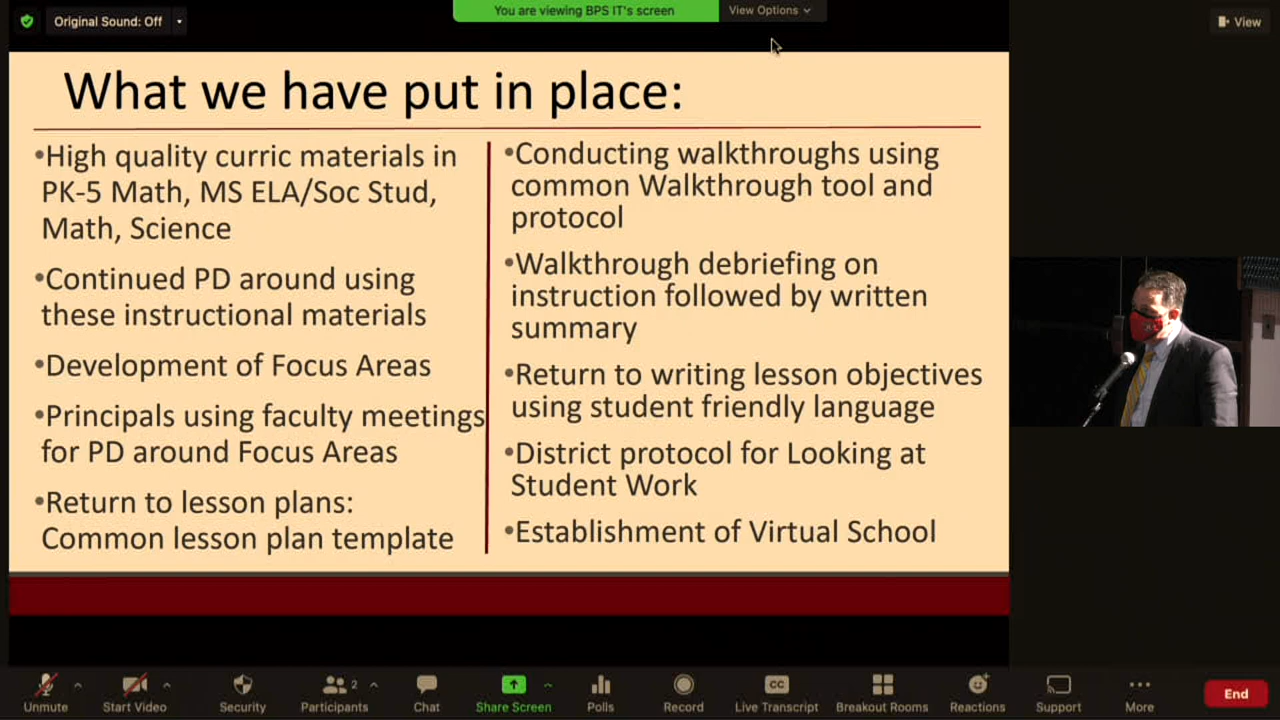 Original Sound: Off
You are viewing BPS IT's screen
View Options
View
What we have put in place:
•High quality curric materials in
PK-5 Math, MS ELA/Soc Stud,
Math, Science
•Continued PD around using
these instructional materials
•Development of Focus Areas
•Principals using faculty meetings
for PD around Focus Areas
•Return to lesson plans:
Common lesson plan template
•Conducting walkthroughs using
common Walkthrough tool and
protocol
•Walkthrough debriefing on
instruction followed by written
summary
•Return to writing lesson objectives
using student friendly language
•District protocol for Looking at
Student Work
•Establishment of Virtual School
Unmute
Start Video
Security
2
Participants
Chat
Share Screen
Polls
Record
CC
Live Transcript
Breakout Rooms
Reactions
Support
More
End